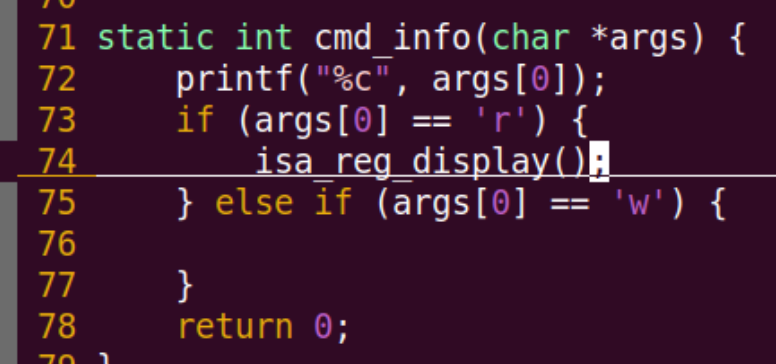 71 static int cmd_info(char *args) {
72     printf("%c", args[0]);
73     if (args[0] == 'r') {
74         isa_reg_display();
75     } else if (args[0] == 'w') {
76
77     }
78     return 0;
79 }